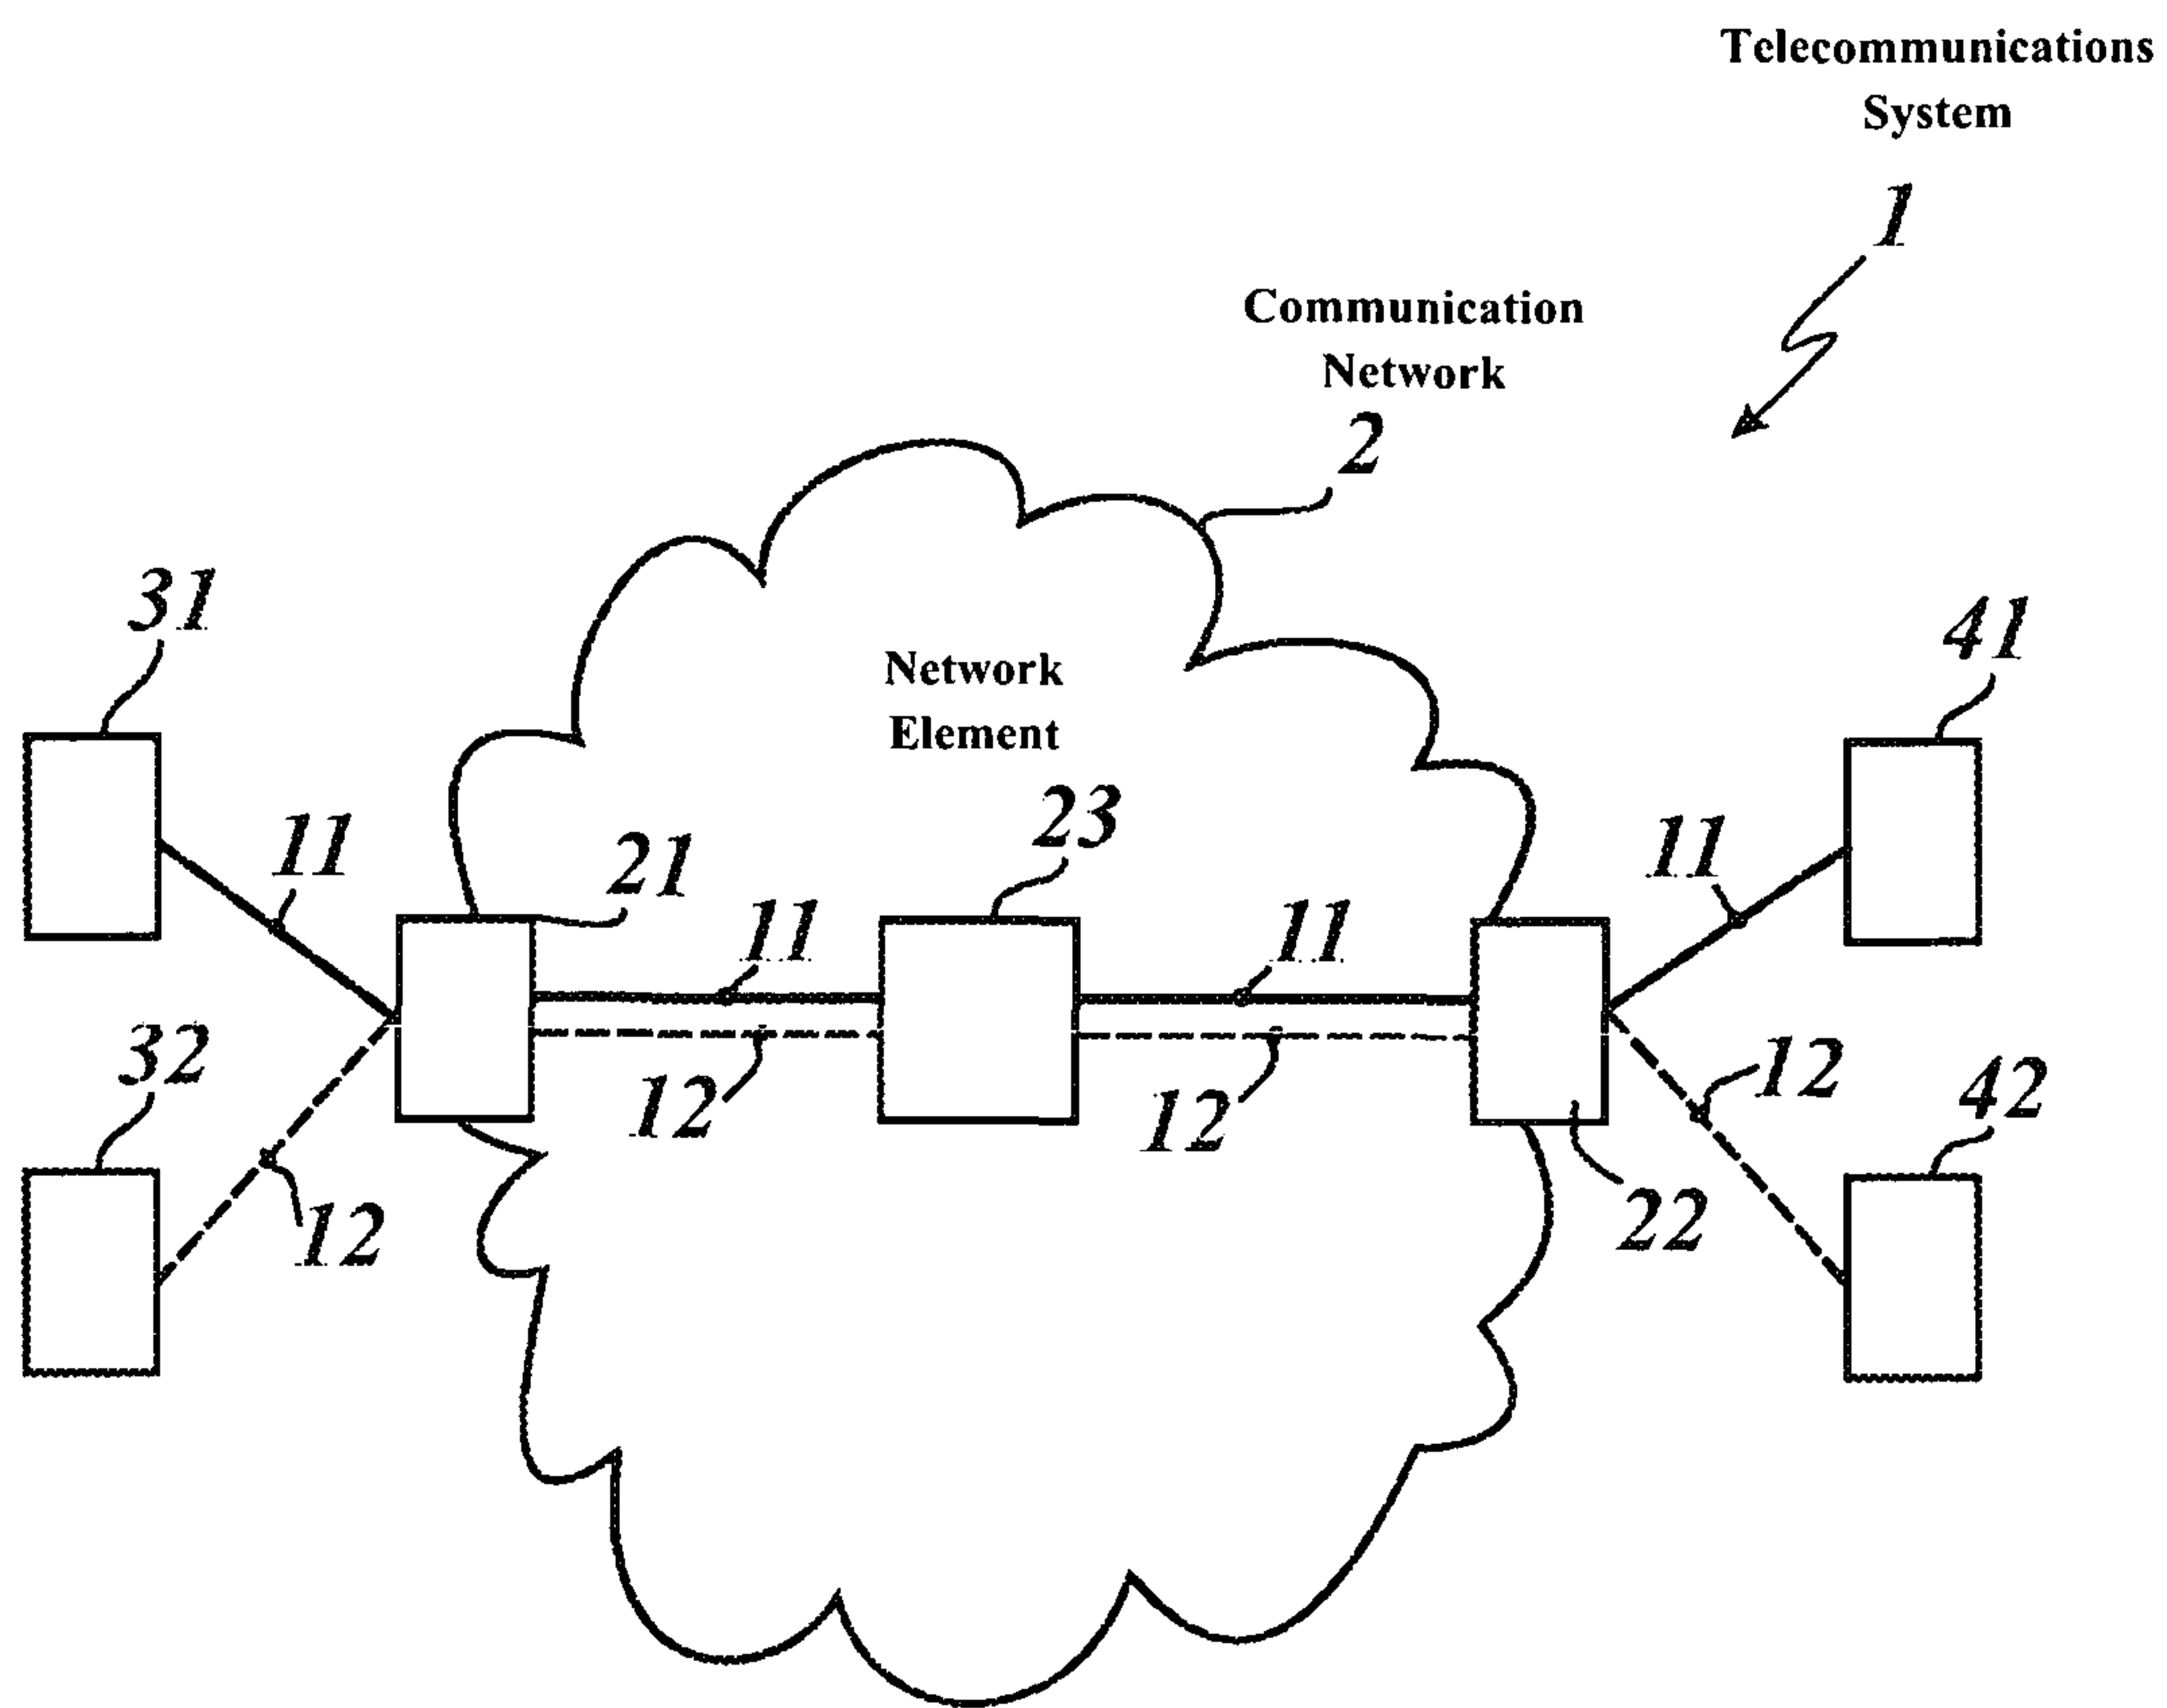 Telecommunications
System
1
Communication
Network
2
31
41
Network
Element
23
11
21
11
11
11
32
12
12
12
42
12
22